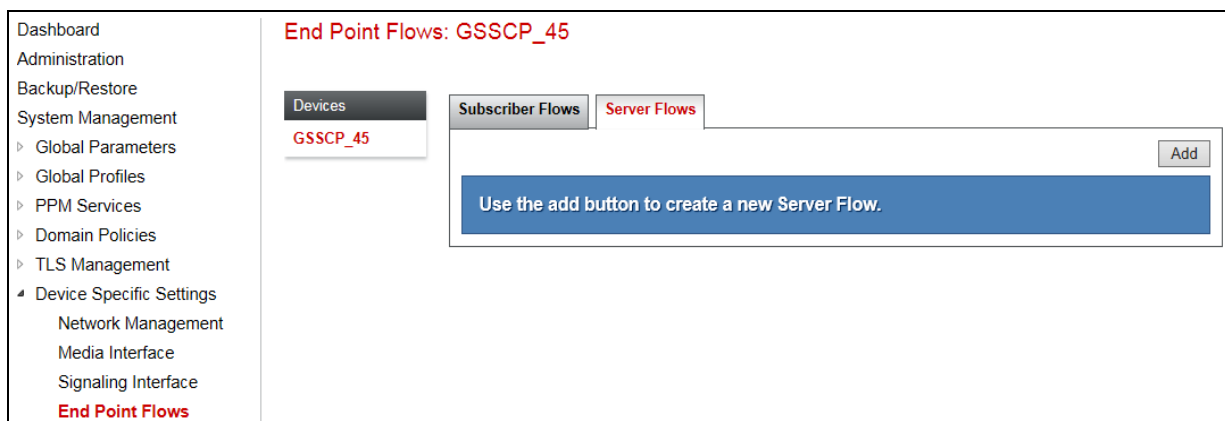 Dashboard
Administration
Backup/Restore
System Management
Global Parameters
Global Profiles
PPM Services
Domain Policies
TLS Management
Device Specific Settings
Network Management
Media Interface
Signaling Interface
End Point Flows
End Point Flows: GSSCP_45
Devices
GSSCP_45
Subscriber Flows
Server Flows
Add
Use the add button to create a new Server Flow.